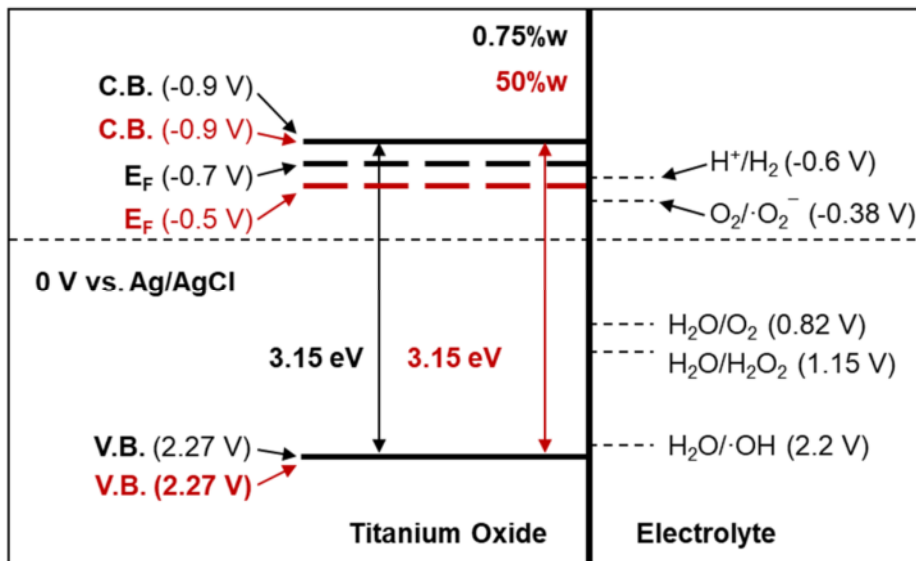 0.75%w
50%w
C.B. (-0.9 V)
C.B. (-0.9 V)
E_F (-0.7 V)
E_F (-0.5 V)
H⁺/H₂ (-0.6 V)
O₂/·O₂⁻ (-0.38 V)
0 V vs. Ag/AgCl
H₂O/O₂ (0.82 V)
3.15 eV 3.15 eV
H₂O/H₂O₂ (1.15 V)
V.B. (2.27 V)
V.B. (2.27 V)
H₂O/·OH (2.2 V)
Titanium Oxide Electrolyte